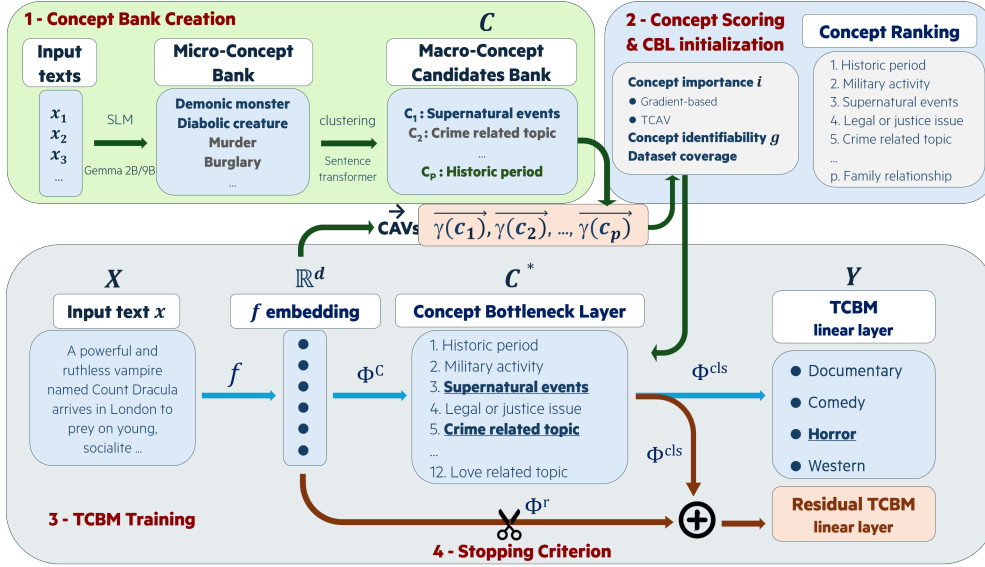 1 - Concept Bank Creation
C
Input
texts
x₁
x₂
x₃
...
SLM
Gemma 2B/9B
Micro-Concept
Bank
Demonic monster
Diabolic creature
Murder
Burglary
...
clustering
Sentence
transformer
Macro-Concept
Candidates Bank
C₁ : Supernatural events
C₂ : Crime related topic
...
Cₚ : Historic period
2 - Concept Scoring
& CBL initialization
Concept importance i
● Gradient-based
● TCAV
Concept identifiability g
Dataset coverage
Concept Ranking
1. Historic period
2. Military activity
3. Supernatural events
4. Legal or justice issue
5. Crime related topic
...
p. Family relationship
CAVs
γ(c₁), γ(c₂), ..., γ(cₚ)
X
Input text x
A powerful and
ruthless vampire
named Count Dracula
arrives in London to
prey on young,
socialite ...
f
ℝᵈ
f embedding
Φᶜ
C*
Concept Bottleneck Layer
1. Historic period
2. Military activity
3. Supernatural events
4. Legal or justice issue
5. Crime related topic
...
12. Love related topic
Φᶜˡˢ
Φᶜˡˢ
Y
TCBM
linear layer
● Documentary
● Comedy
● Horror
● Western
Residual TCBM
linear layer
Φʳ
3 - TCBM Training
4 - Stopping Criterion